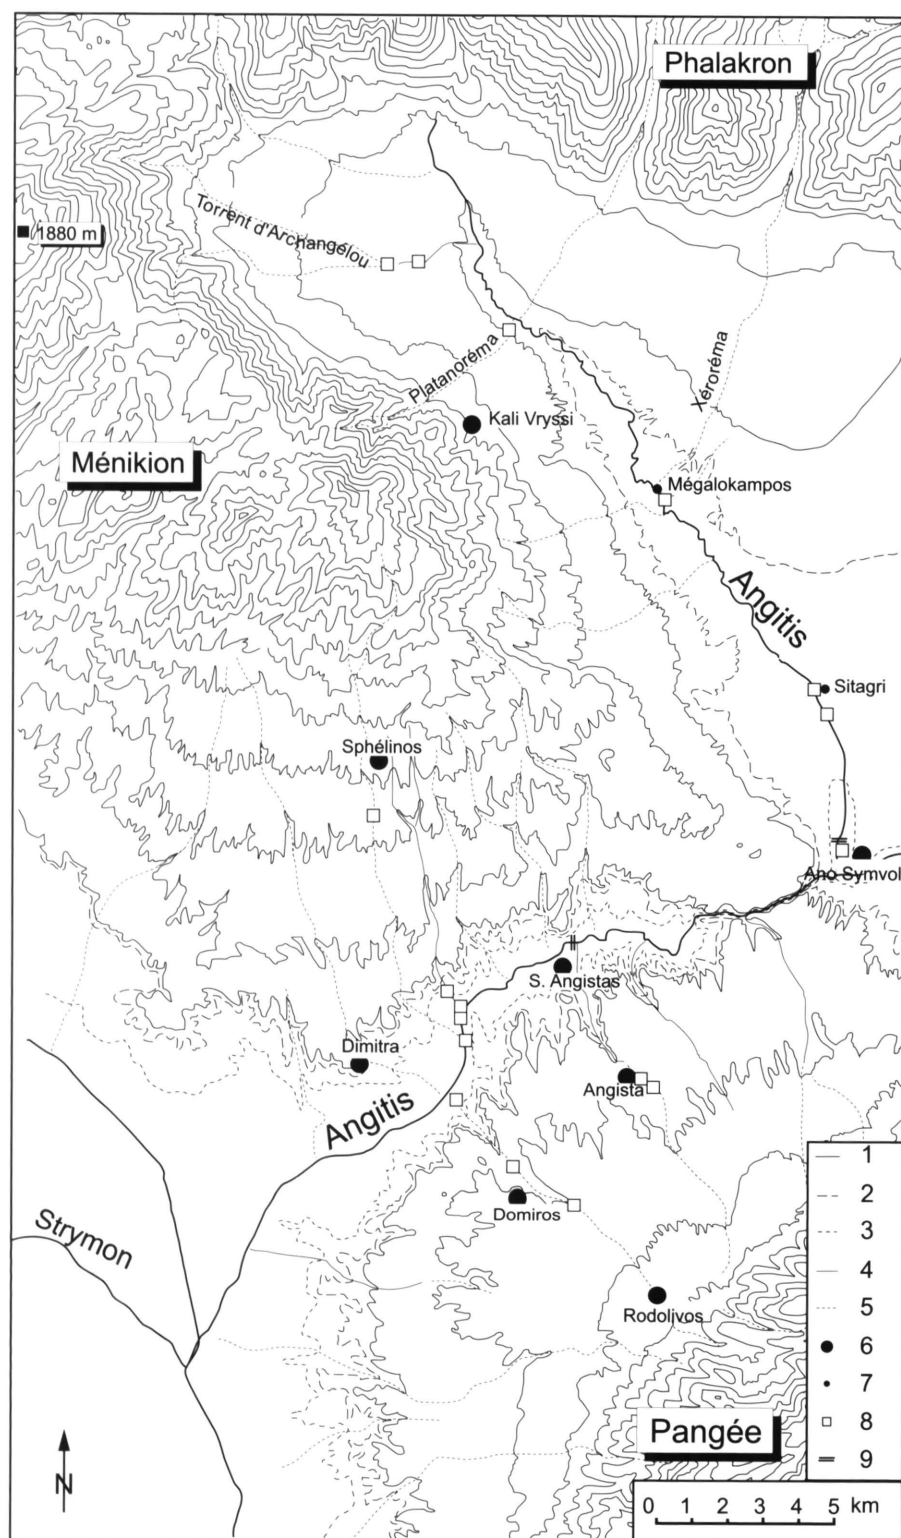 Phalakron
Torrent d'Archangélou
1880 m
Platanoréma
Xéroréma
Kali Vryssi
Ménikion
Mégalokampos
Angitis
Sitagri
Sphélinos
Ano Symvol
S. Angistas
Dimitra
Angista
Angitis
Domiros
Strymon
Rodolivos
Pangée
N
1
2
3
4
5
6
7
8
9
0 1 2 3 4 5 km